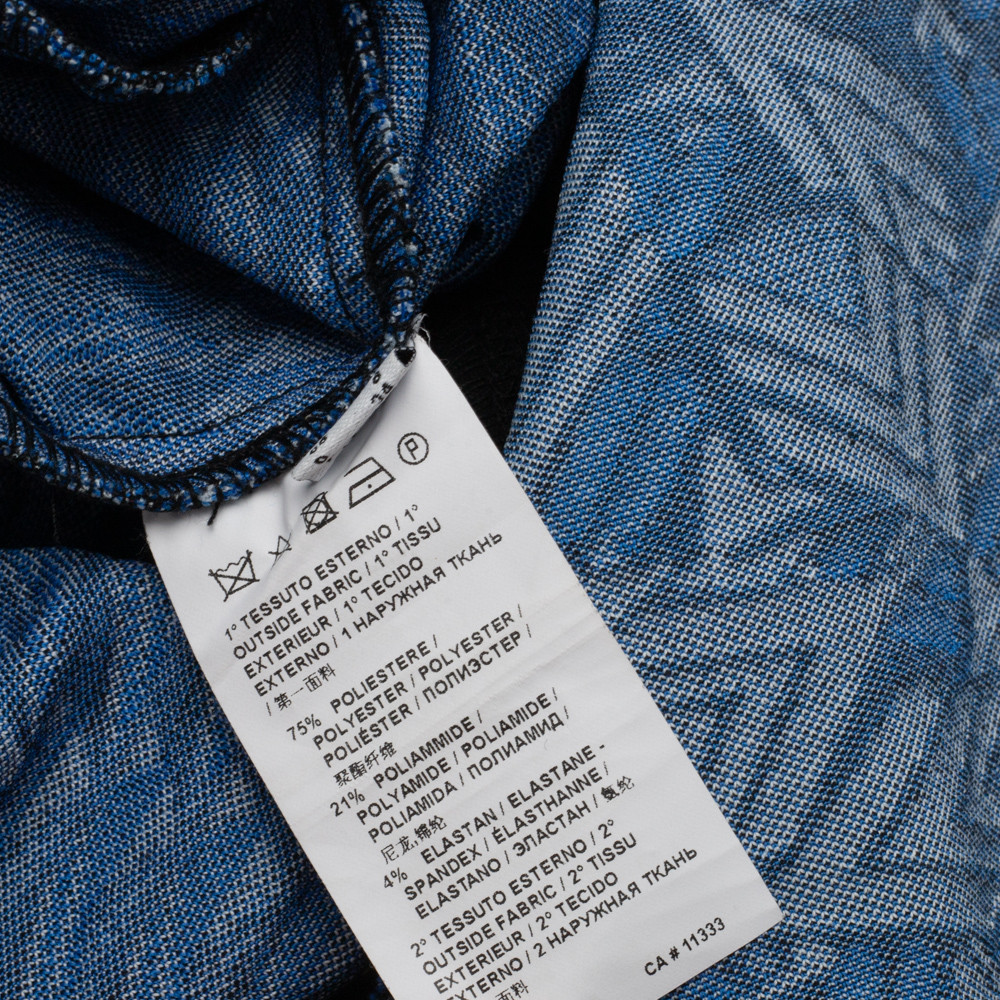 P
1° TESSUTO ESTERNO / 1°
OUTSIDE FABRIC / 1° TISSU
EXTERIEUR / 1° TECIDO
EXTERNO / 1 НАРУЖНАЯ ТКАНЬ
/ 第一面料
75% POLIESTERE /
POLYESTER / POLYESTER /
POLIÉSTER / ПОЛИЭСТЕР /
聚酯纤维
21% POLIAMMIDE /
POLYAMIDE / POLIAMIDE /
POLIAMIDA / ПОЛИАМИД /
尼龙,锦纶
4% ELASTAN / ELASTANE -
SPANDEX / ÉLASTHANNE /
ELASTANO / ЭЛАСТАН / 氨纶
2° TESSUTO ESTERNO / 2°
OUTSIDE FABRIC / 2° TISSU
EXTERIEUR / 2° TECIDO
EXTERNO / 2 НАРУЖНАЯ ТКАНЬ
面料
CA # 11333